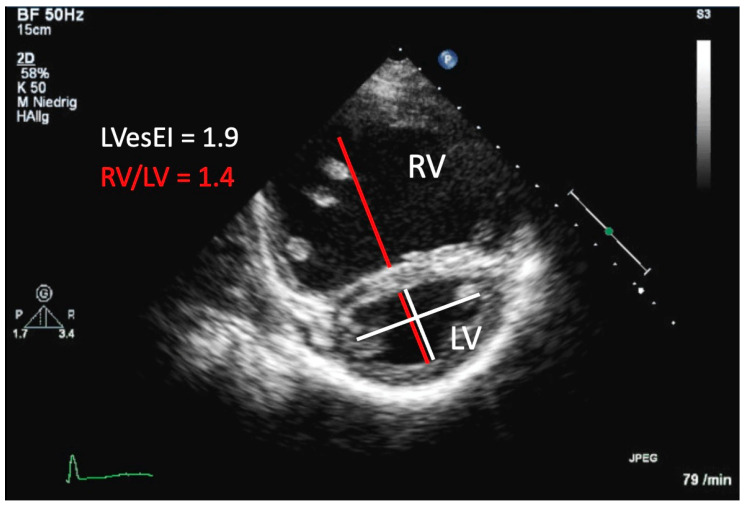 BF 50Hz
15cm
2D
58%
K 50
M Niedrig
HAllg
S3
P
LVesEI = 1.9
RV/LV = 1.4
RV
LV
G
P R
1.7 3.4
JPEG
79 /min